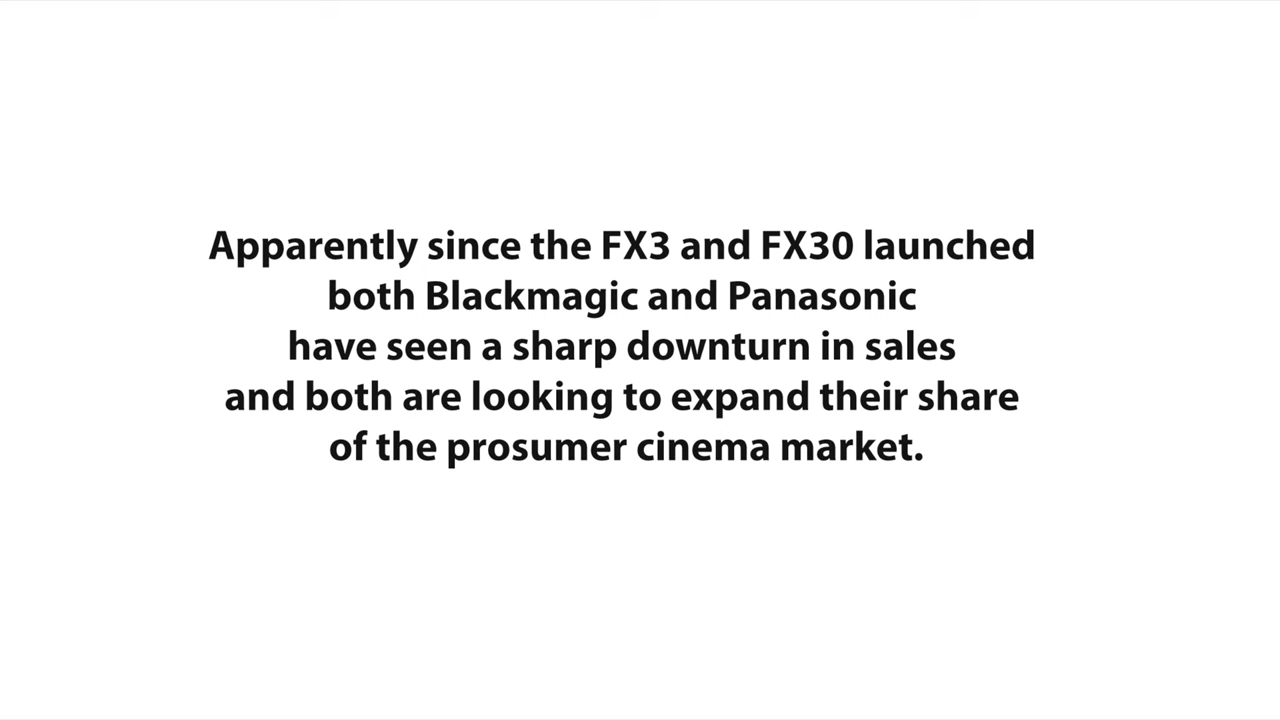 Apparently since the FX3 and FX30 launched
both Blackmagic and Panasonic
have seen a sharp downturn in sales
and both are looking to expand their share
of the prosumer cinema market.